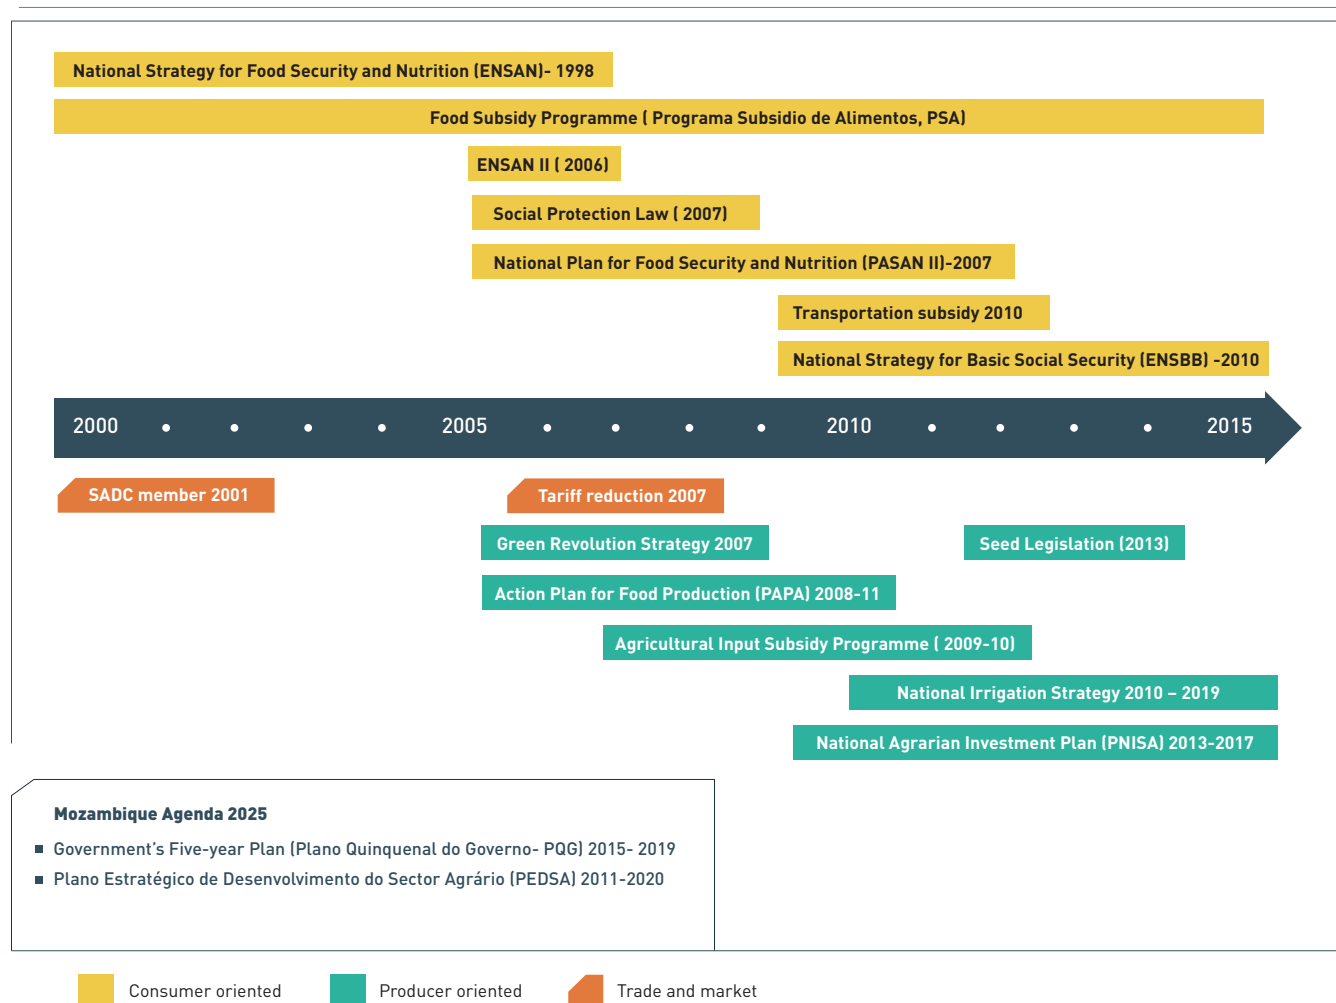 National Strategy for Food Security and Nutrition (ENSAN)- 1998
Food Subsidy Programme ( Programa Subsidio de Alimentos, PSA)
ENSAN II ( 2006)
Social Protection Law ( 2007)
National Plan for Food Security and Nutrition (PASAN II)-2007
Transportation subsidy 2010
National Strategy for Basic Social Security (ENSBB) -2010
2000 2005 2010 2015
SADC member 2001
Tariff reduction 2007
Green Revolution Strategy 2007
Seed Legislation (2013)
Action Plan for Food Production (PAPA) 2008-11
Agricultural Input Subsidy Programme ( 2009-10)
National Irrigation Strategy 2010 – 2019
National Agrarian Investment Plan (PNISA) 2013-2017
Mozambique Agenda 2025
Government's Five-year Plan (Plano Quinquenal do Governo- PQG) 2015- 2019
Plano Estratégico de Desenvolvimento do Sector Agrário (PEDSA) 2011-2020
Consumer oriented
Producer oriented
Trade and market